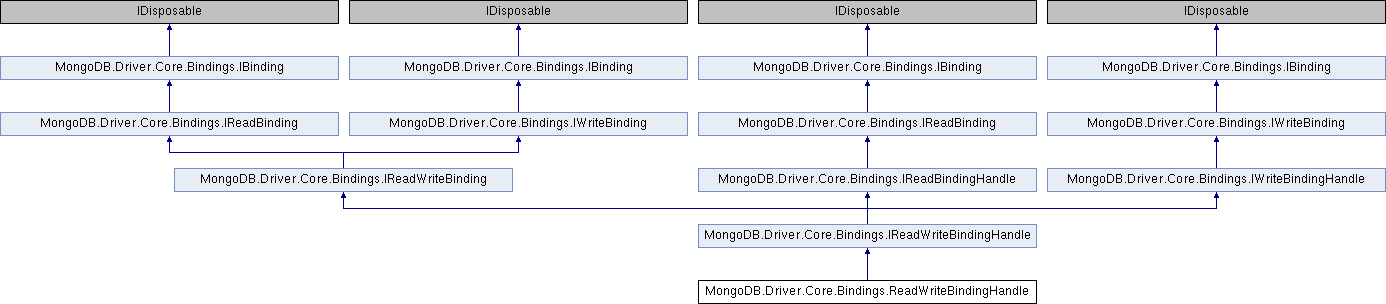 IDisposable
IDisposable
IDisposable
IDisposable
MongoDB.Driver.Core.Bindings.IBinding
MongoDB.Driver.Core.Bindings.IBinding
MongoDB.Driver.Core.Bindings.IBinding
MongoDB.Driver.Core.Bindings.IBinding
MongoDB.Driver.Core.Bindings.IReadBinding
MongoDB.Driver.Core.Bindings.IWriteBinding
MongoDB.Driver.Core.Bindings.IReadBinding
MongoDB.Driver.Core.Bindings.IWriteBinding
MongoDB.Driver.Core.Bindings.IReadWriteBinding
MongoDB.Driver.Core.Bindings.IReadBindingHandle
MongoDB.Driver.Core.Bindings.IWriteBindingHandle
MongoDB.Driver.Core.Bindings.IReadWriteBindingHandle
MongoDB.Driver.Core.Bindings.ReadWriteBindingHandle